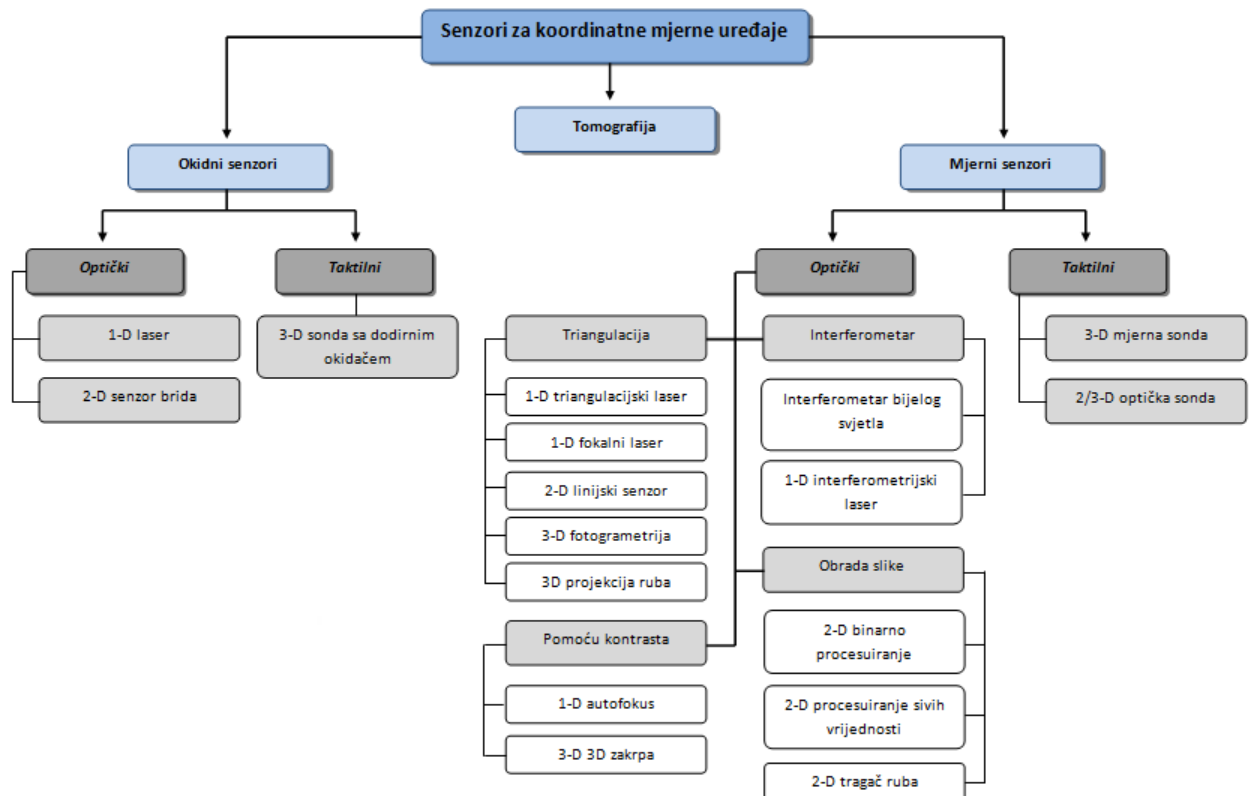 Senzori za koordinatne mjerne uređaje
Tomografija
Okidni senzori
Mjerni senzori
Optički
Taktilni
Optički
Taktilni
1-D laser
2-D senzor brida
3-D sonda sa dodirnim
okidačem
Triangulacija
1-D triangulacijski laser
1-D fokalni laser
2-D linijski senzor
3-D fotogrametrija
3D projekcija ruba
Pomoću kontrasta
1-D autofokus
3-D 3D zakrpa
Interferometar
Interferometar bijelog
svjetla
1-D interferometrijski
laser
Obrada slike
2-D binarno
procesuiranje
2-D procesuiranje sivih
vrijednosti
2-D tragač ruba
3-D mjerna sonda
2/3-D optička sonda